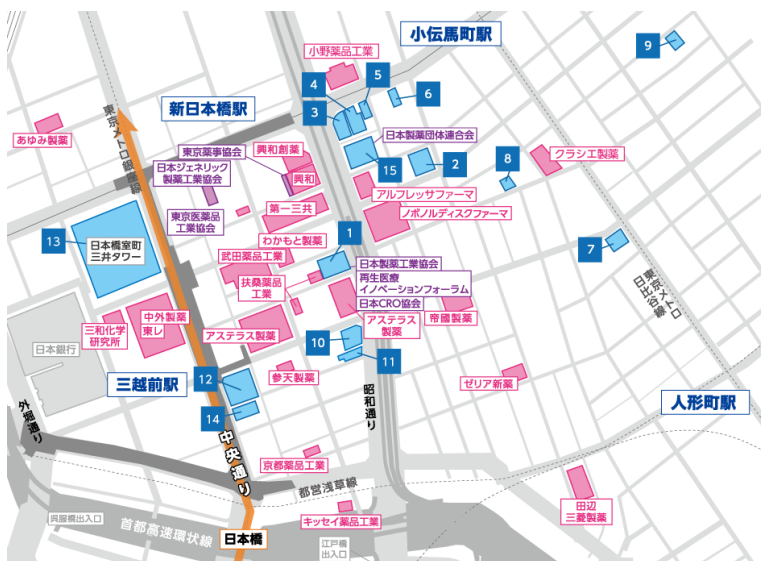 小伝馬町駅
9
小野薬品工業
4
5
6
新日本橋駅
3
東京メトロ銀座線
あゆみ製薬
東京薬事協会
興和創薬
日本製薬団体連合会
日本ジェネリック
製薬工業協会
興和
15
2
8
クラシエ製薬
アルフレッサファーマ
東京医薬品
工業協会
第一三共
ノボノルディスクファーマ
13
日本橋室町
三井タワー
わかもと製薬
1
7
武田薬品工業
日本製薬工業協会
再生医療
イノベーションフォーラム
日本CRO協会
扶桑薬品
工業
東京メトロ
日比谷線
中外製薬
東レ
三和化学
研究所
アステラス製薬
アステラス
製薬
帝國製薬
日本銀行
10
11
三越前駅
12
参天製薬
ゼリア新薬
昭和通り
人形町駅
外堀通り
14
中央通り
京都薬品工業
都営浅草線
田辺
三菱製薬
呉服橋出入口
首都高速環状線
キッセイ薬品工業
日本橋
江戸橋
出入口